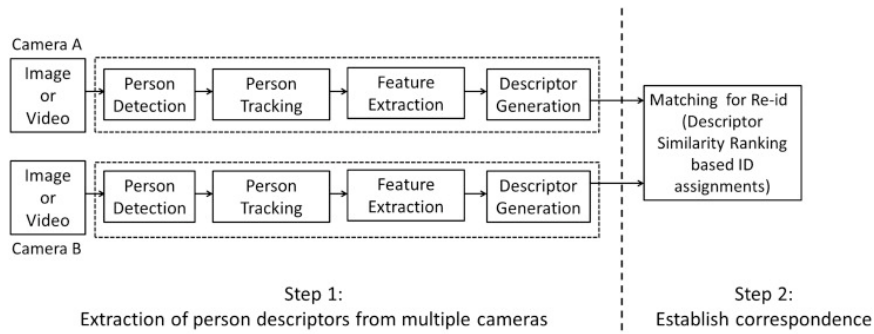 Camera A
Image
or
Video
Person
Detection
Person
Tracking
Feature
Extraction
Descriptor
Generation
Matching for Re-id
(Descriptor
Similarity Ranking
based ID
assignments)
Image
or
Video
Person
Detection
Person
Tracking
Feature
Extraction
Descriptor
Generation
Camera B
Step 1:
Extraction of person descriptors from multiple cameras
Step 2:
Establish correspondence